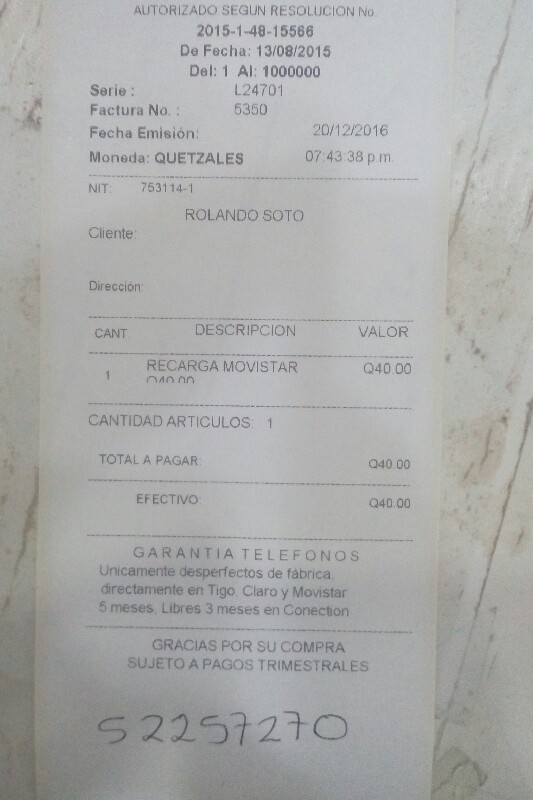 AUTORIZADO SEGUN RESOLUCION No.
2015-1-48-15566
De Fecha: 13/08/2015
Del: 1 Al: 1000000
Serie : L24701
Factura No. : 5350
Fecha Emisión: 20/12/2016
Moneda: QUETZALES 07:43:38 p.m.
NIT: 753114-1
ROLANDO SOTO
Cliente:
Dirección:
CANT DESCRIPCION VALOR
1 RECARGA MOVISTAR Q40.00
Q40.00
CANTIDAD ARTICULOS: 1
TOTAL A PAGAR: Q40.00
EFECTIVO: Q40.00
GARANTIA TELEFONOS
Unicamente desperfectos de fábrica,
directamente en Tigo, Claro y Movistar
5 meses, Libres 3 meses en Conection
GRACIAS POR SU COMPRA
SUJETO A PAGOS TRIMESTRALES
52257270